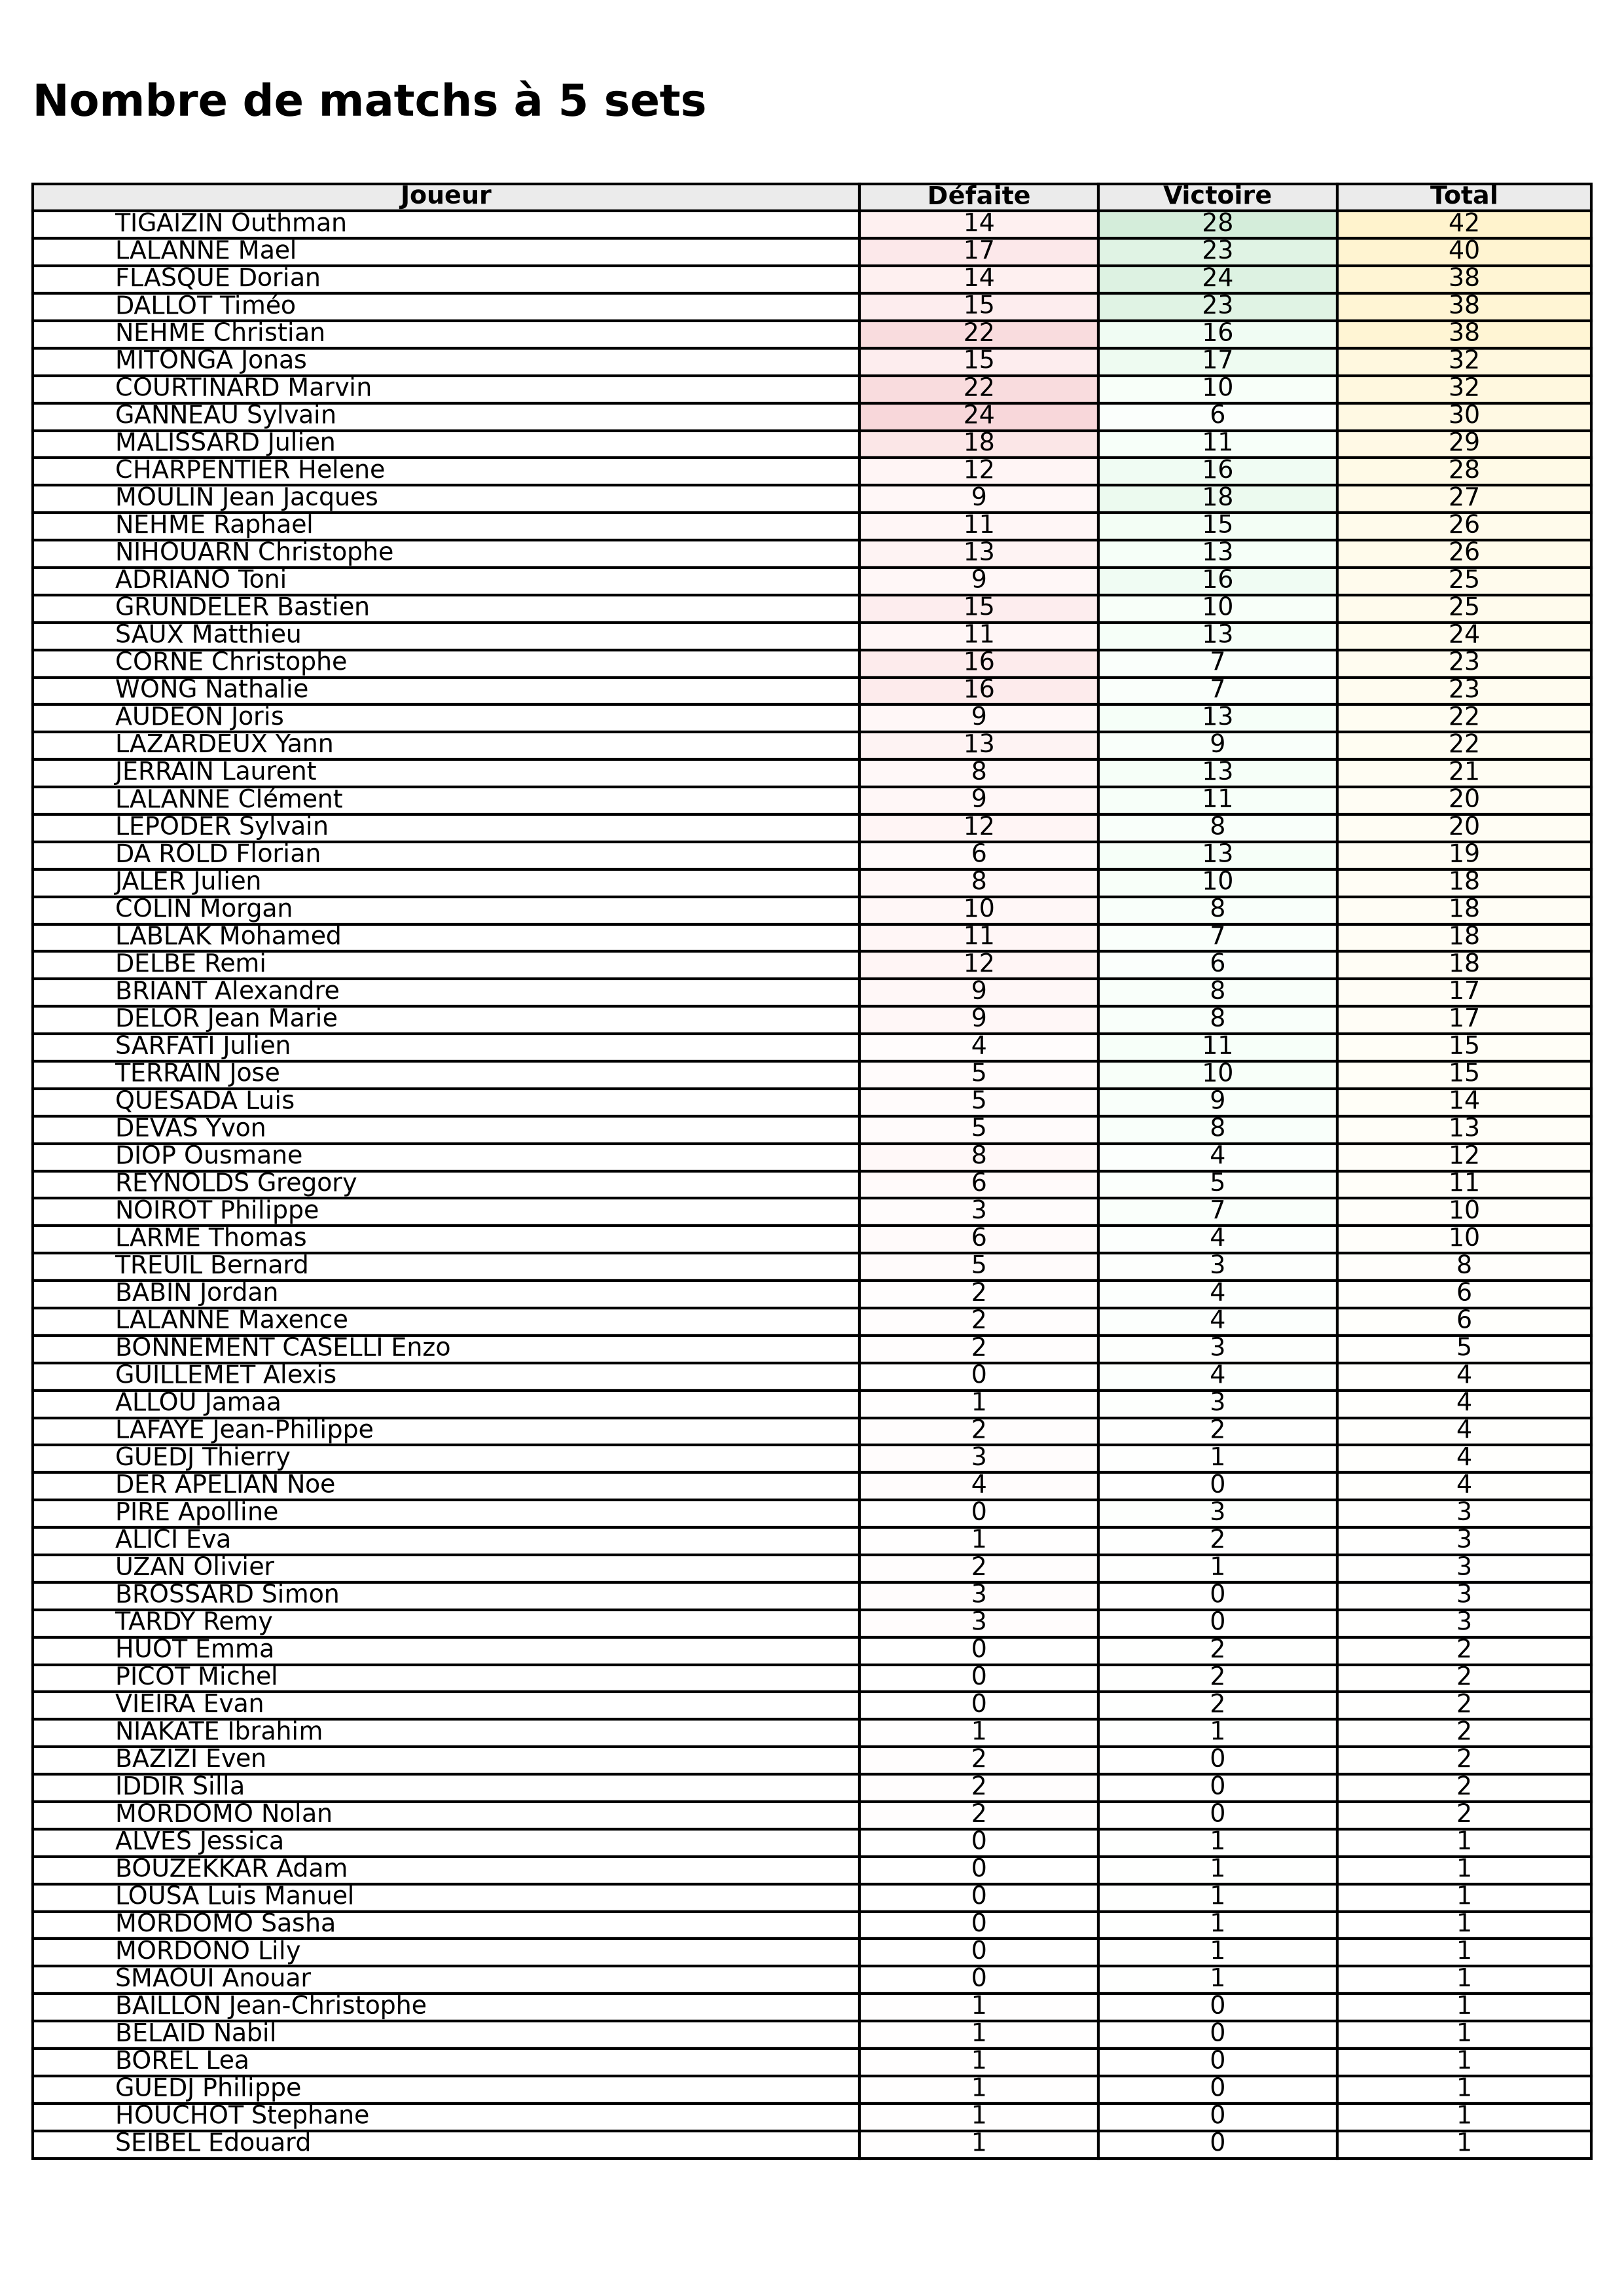 Nombre de matchs à 5 sets
Joueur Défaite Victoire Total
TIGAIZIN Outhman 14 28 42
LALANNE Mael 17 23 40
FLASQUE Dorian 14 24 38
DALLOT Timéo 15 23 38
NEHME Christian 22 16 38
MITONGA Jonas 15 17 32
COURTINARD Marvin 22 10 32
GANNEAU Sylvain 24 6 30
MALISSARD Julien 18 11 29
CHARPENTIER Helene 12 16 28
MOULIN Jean Jacques 9 18 27
NEHME Raphael 11 15 26
NIHOUARN Christophe 13 13 26
ADRIANO Toni 9 16 25
GRUNDELER Bastien 15 10 25
SAUX Matthieu 11 13 24
CORNE Christophe 16 7 23
WONG Nathalie 16 7 23
AUDEON Joris 9 13 22
LAZARDEUX Yann 13 9 22
JERRAIN Laurent 8 13 21
LALANNE Clément 9 11 20
LEPODER Sylvain 12 8 20
DA ROLD Florian 6 13 19
JALER Julien 8 10 18
COLIN Morgan 10 8 18
LABLAK Mohamed 11 7 18
DELBE Remi 12 6 18
BRIANT Alexandre 9 8 17
DELOR Jean Marie 9 8 17
SARFATI Julien 4 11 15
TERRAIN Jose 5 10 15
QUESADA Luis 5 9 14
DEVAS Yvon 5 8 13
DIOP Ousmane 8 4 12
REYNOLDS Gregory 6 5 11
NOIROT Philippe 3 7 10
LARME Thomas 6 4 10
TREUIL Bernard 5 3 8
BABIN Jordan 2 4 6
LALANNE Maxence 2 4 6
BONNEMENT CASELLI Enzo 2 3 5
GUILLEMET Alexis 0 4 4
ALLOU Jamaa 1 3 4
LAFAYE Jean-Philippe 2 2 4
GUEDJ Thierry 3 1 4
DER APELIAN Noe 4 0 4
PIRE Apolline 0 3 3
ALICI Eva 1 2 3
UZAN Olivier 2 1 3
BROSSARD Simon 3 0 3
TARDY Remy 3 0 3
HUOT Emma 0 2 2
PICOT Michel 0 2 2
VIEIRA Evan 0 2 2
NIAKATE Ibrahim 1 1 2
BAZIZI Even 2 0 2
IDDIR Silla 2 0 2
MORDOMO Nolan 2 0 2
ALVES Jessica 0 1 1
BOUZEKKAR Adam 0 1 1
LOUSA Luis Manuel 0 1 1
MORDOMO Sasha 0 1 1
MORDONO Lily 0 1 1
SMAOUI Anouar 0 1 1
BAILLON Jean-Christophe 1 0 1
BELAID Nabil 1 0 1
BOREL Lea 1 0 1
GUEDJ Philippe 1 0 1
HOUCHOT Stephane 1 0 1
SEIBEL Edouard 1 0 1